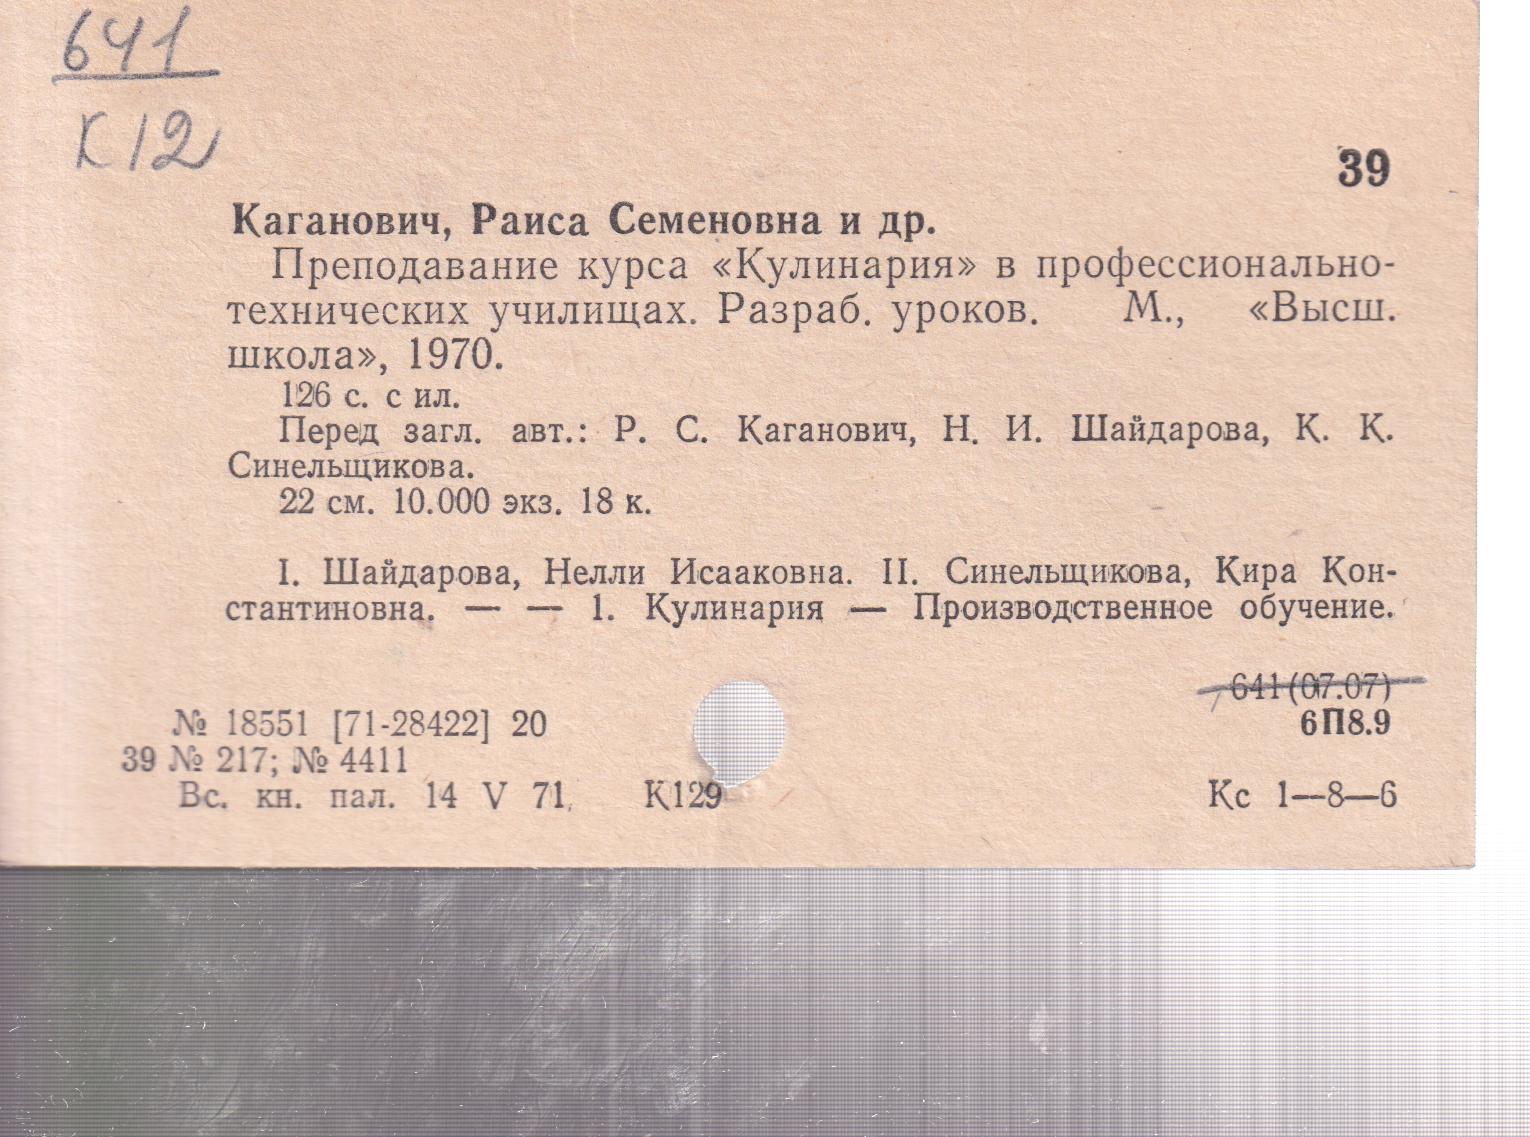 641
К12
39
Каганович, Раиса Семеновна и др.
Преподавание курса «Кулинария» в профессионально-
технических училищах. Разраб. уроков. М., «Высш.
школа», 1970.
126 с. с ил.
Перед загл. авт.: Р. С. Каганович, Н. И. Шайдарова, К. К.
Синельщикова.
22 см. 10.000 экз. 18 к.
I. Шайдарова, Нелли Исааковна. II. Синельщикова, Кира Кон-
стантиновна. — — 1. Кулинария — Производственное обучение.
641(07.07)
№ 18551 [71-28422] 20 6П8.9
39 № 217; № 4411
Вс. кн. пал. 14 V 71. К129 Кс 1—8—6